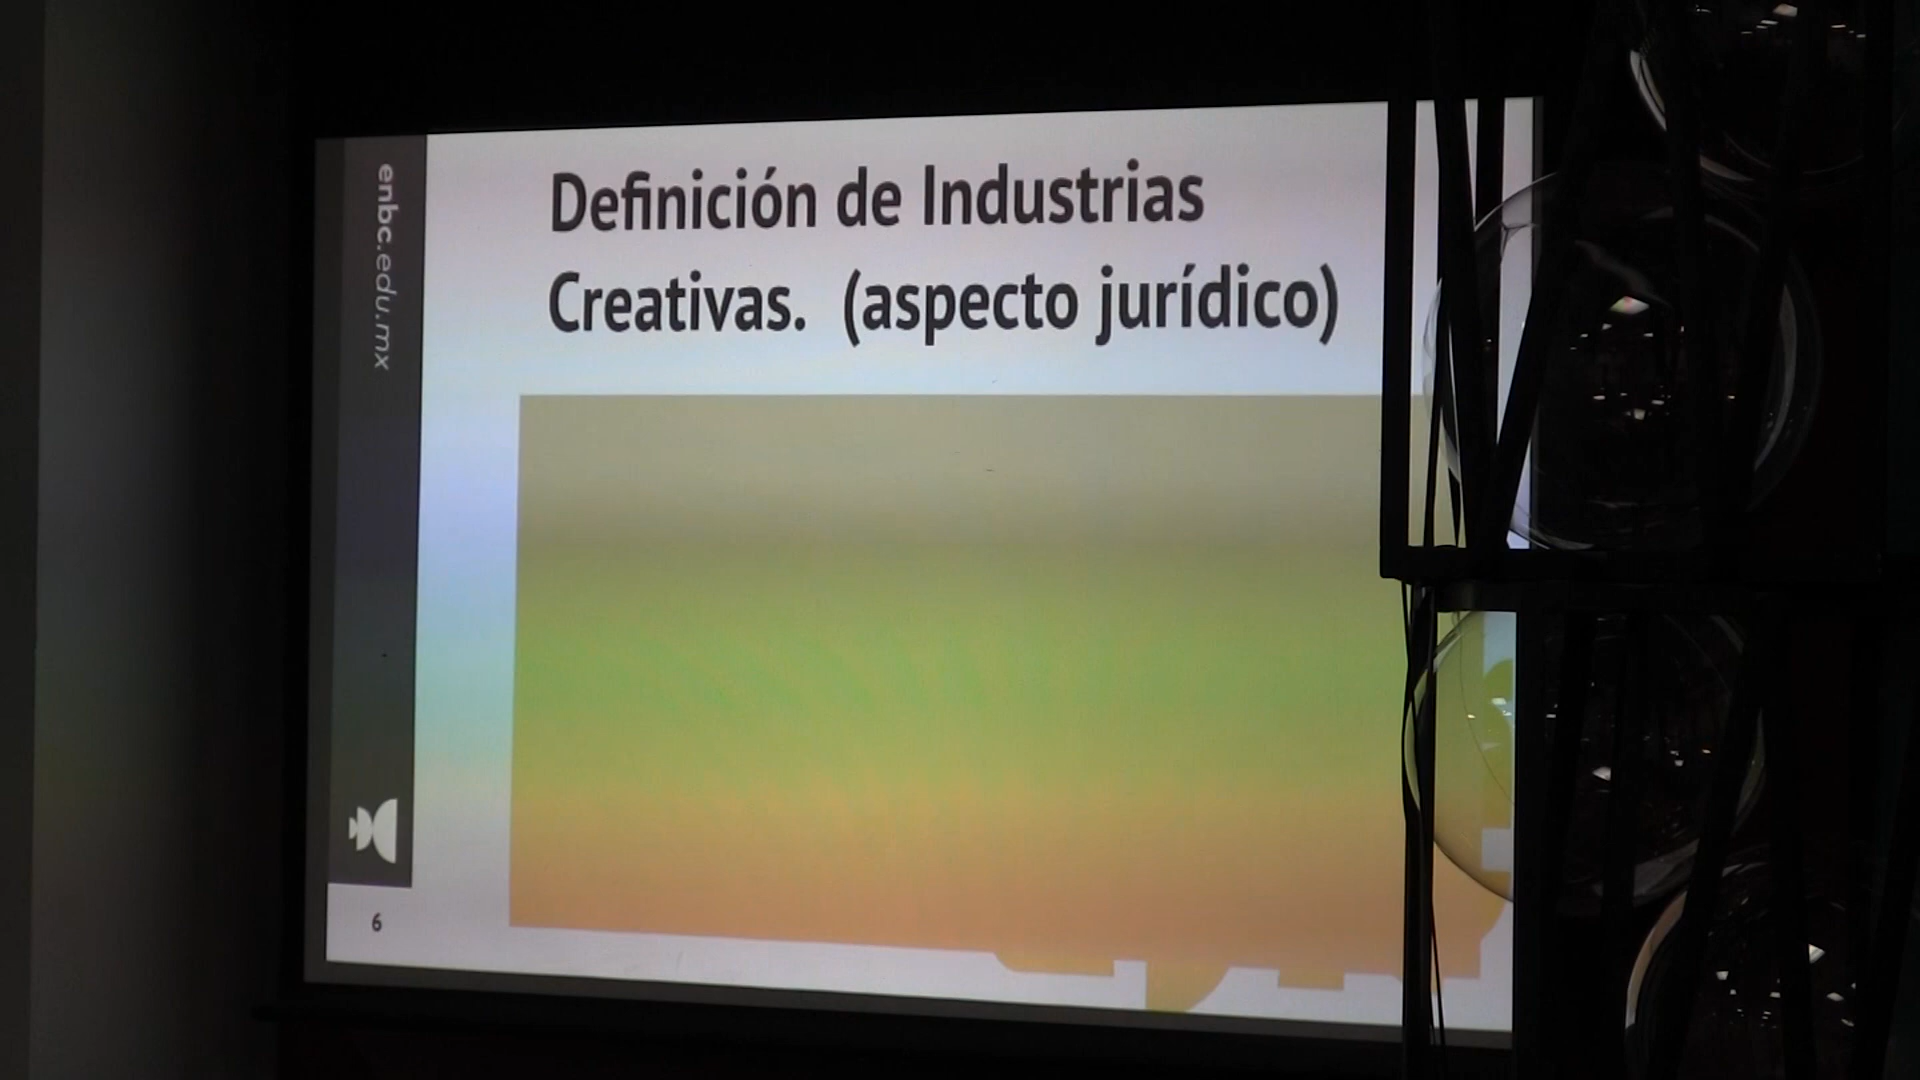 Definición de Industrias
Creativas. (aspecto jurídico)
enbc.edu.mx
6